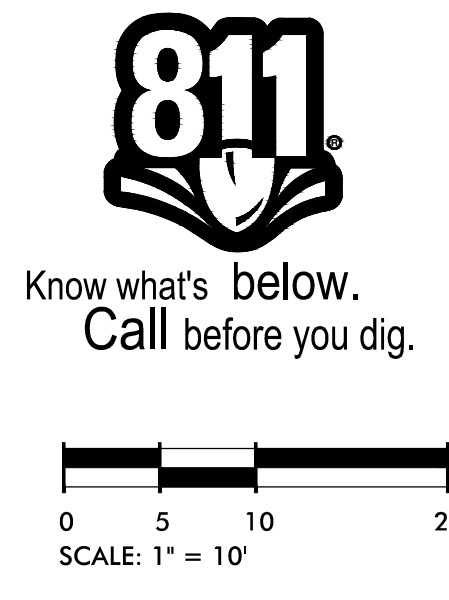 811®
Know what's below.
Call before you dig.
0 5 10 2
SCALE: 1" = 10'